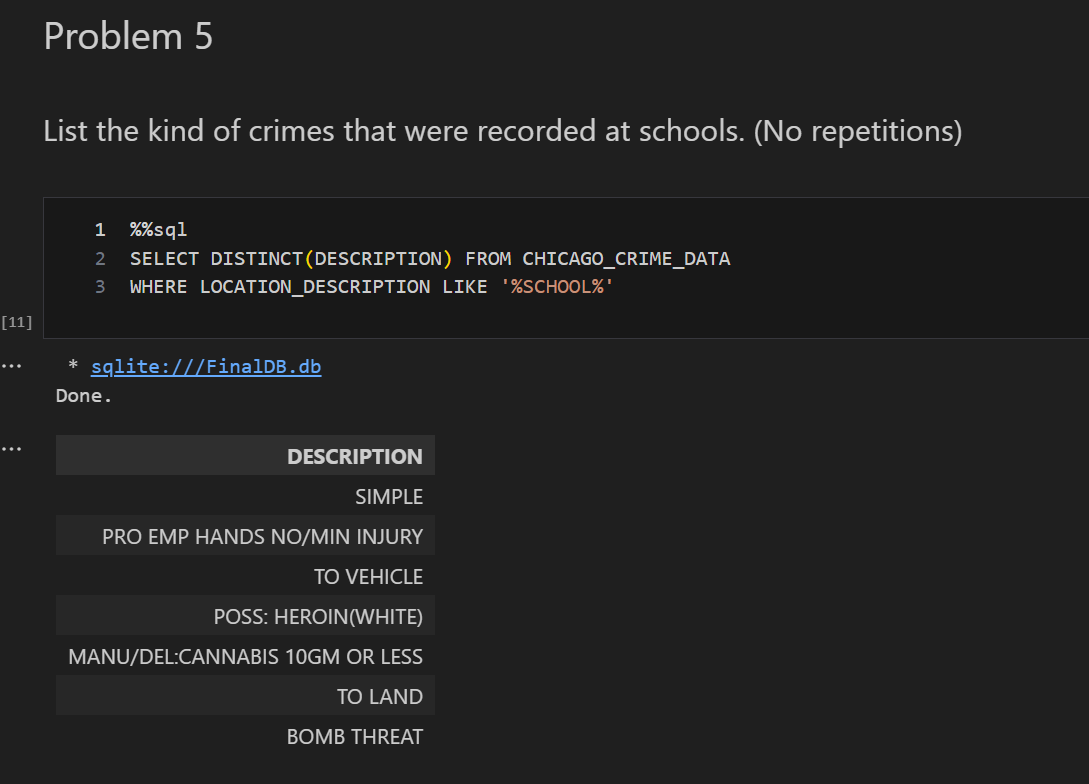 Problem 5
List the kind of crimes that were recorded at schools. (No repetitions)
1 %%sql
2 SELECT DISTINCT(DESCRIPTION) FROM CHICAGO_CRIME_DATA
3 WHERE LOCATION_DESCRIPTION LIKE '%SCHOOL%'
[11]
... * sqlite:///FinalDB.db
Done.
...
DESCRIPTION
SIMPLE
PRO EMP HANDS NO/MIN INJURY
TO VEHICLE
POSS: HEROIN(WHITE)
MANU/DEL:CANNABIS 10GM OR LESS
TO LAND
BOMB THREAT